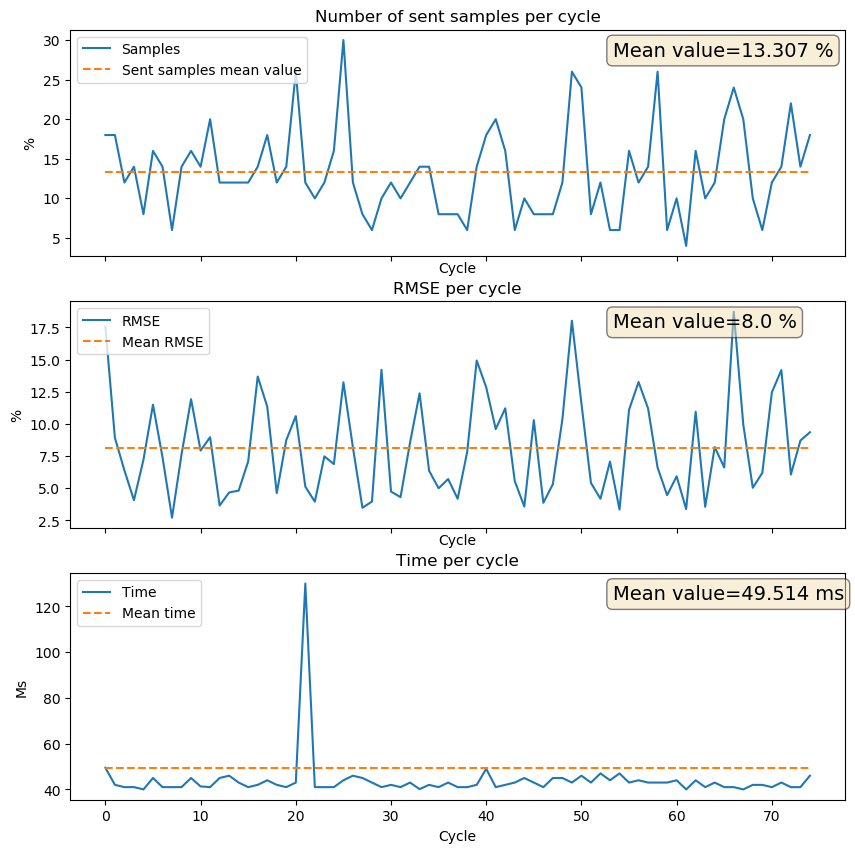 Number of sent samples per cycle
Samples
Sent samples mean value
Mean value=13.307 %
30
25
20
15
10
5
%
Cycle
RMSE per cycle
RMSE
Mean RMSE
Mean value=8.0 %
17.5
15.0
12.5
10.0
7.5
5.0
2.5
%
Cycle
Time per cycle
Time
Mean time
Mean value=49.514 ms
120
100
80
60
40
Ms
0 10 20 30 40 50 60 70
Cycle